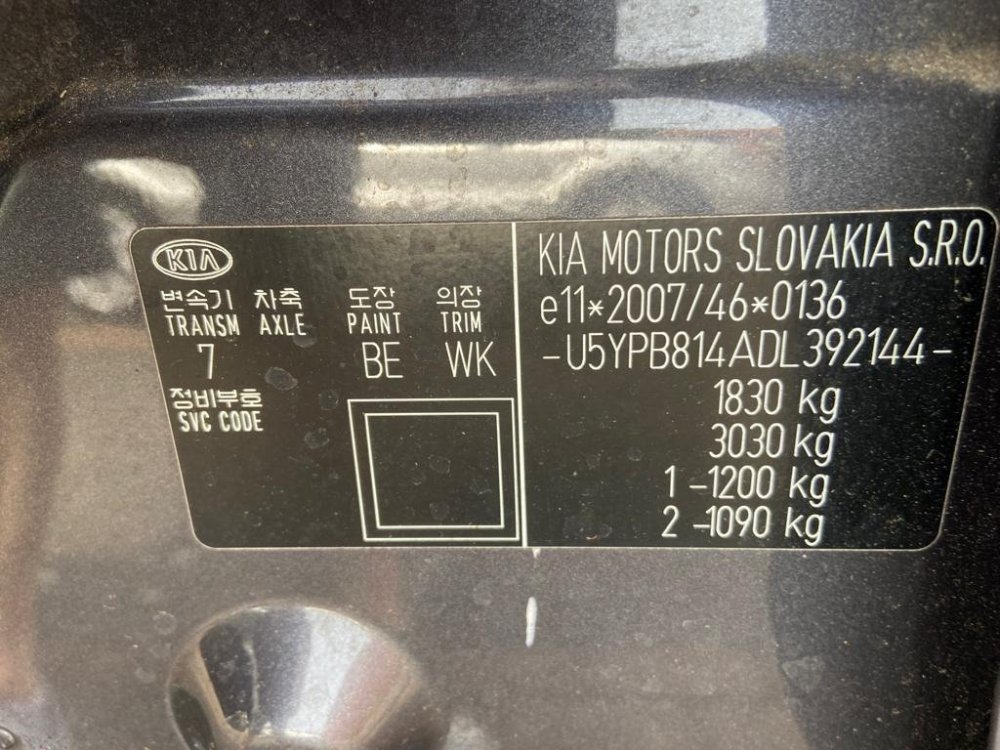 KIA
변속기 차축 도장 의장
TRANSM AXLE PAINT TRIM
7 BE WK
정비부호
SVC CODE
KIA MOTORS SLOVAKIA S.R.O.
e11*2007/46*0136
-U5YPB814ADL392144-
1830 kg
3030 kg
1 -1200 kg
2 -1090 kg